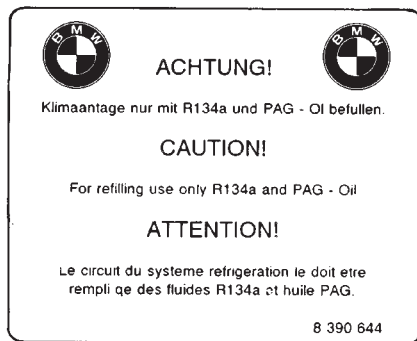 BMW BMW
ACHTUNG!
Klimaantage nur mit R134a und PAG - Ol befullen.
CAUTION!
For refilling use only R134a and PAG - Oil
ATTENTION!
Le circuit du systeme refrigeration le doit etre
rempli qe des fluides R134a et huile PAG.
8 390 644